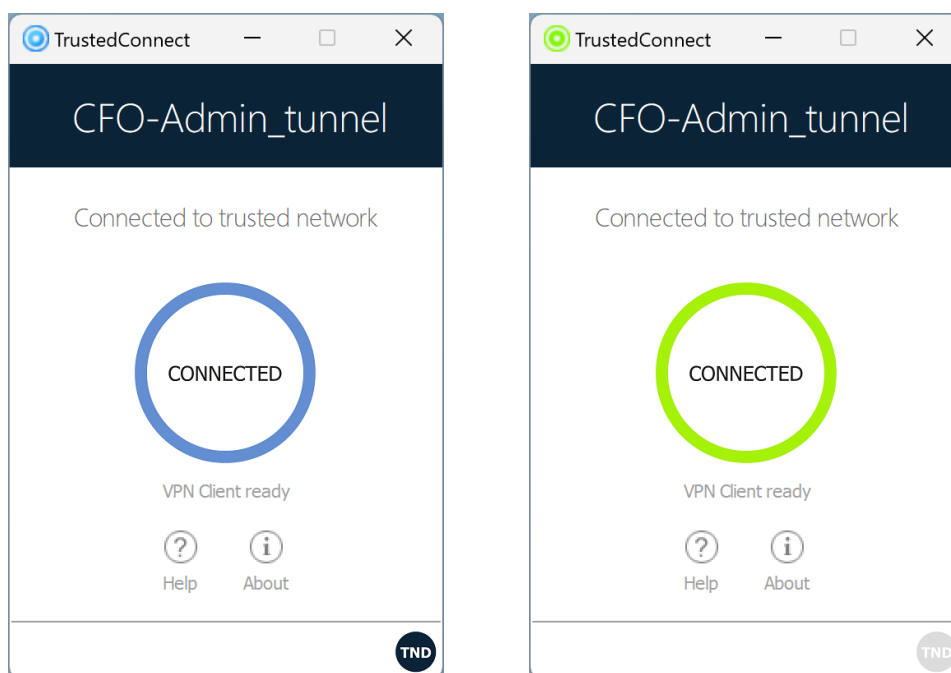 TrustedConnect
CFO-Admin_tunnel
Connected to trusted network
CONNECTED
VPN Client ready
Help About
TND
TrustedConnect
CFO-Admin_tunnel
Connected to trusted network
CONNECTED
VPN Client ready
Help About
TND